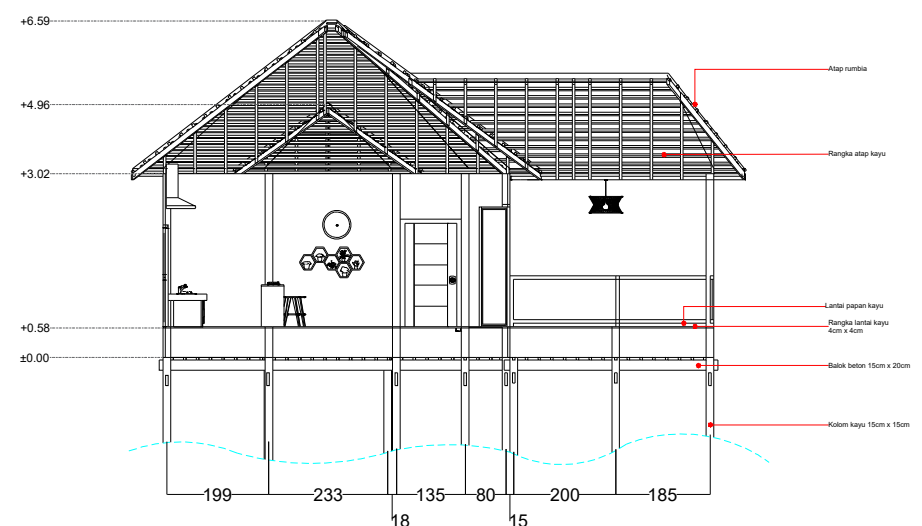 +6.59
Atap rumbia
+4.96
Rangka atap kayu
+3.02
Lantai papan kayu
+0.58
Rangka lantai kayu
4cm x 4cm
±0.00
Balok beton 15cm x 20cm
Kolom kayu 15cm x 15cm
199 233 135 80 200 185
18 15